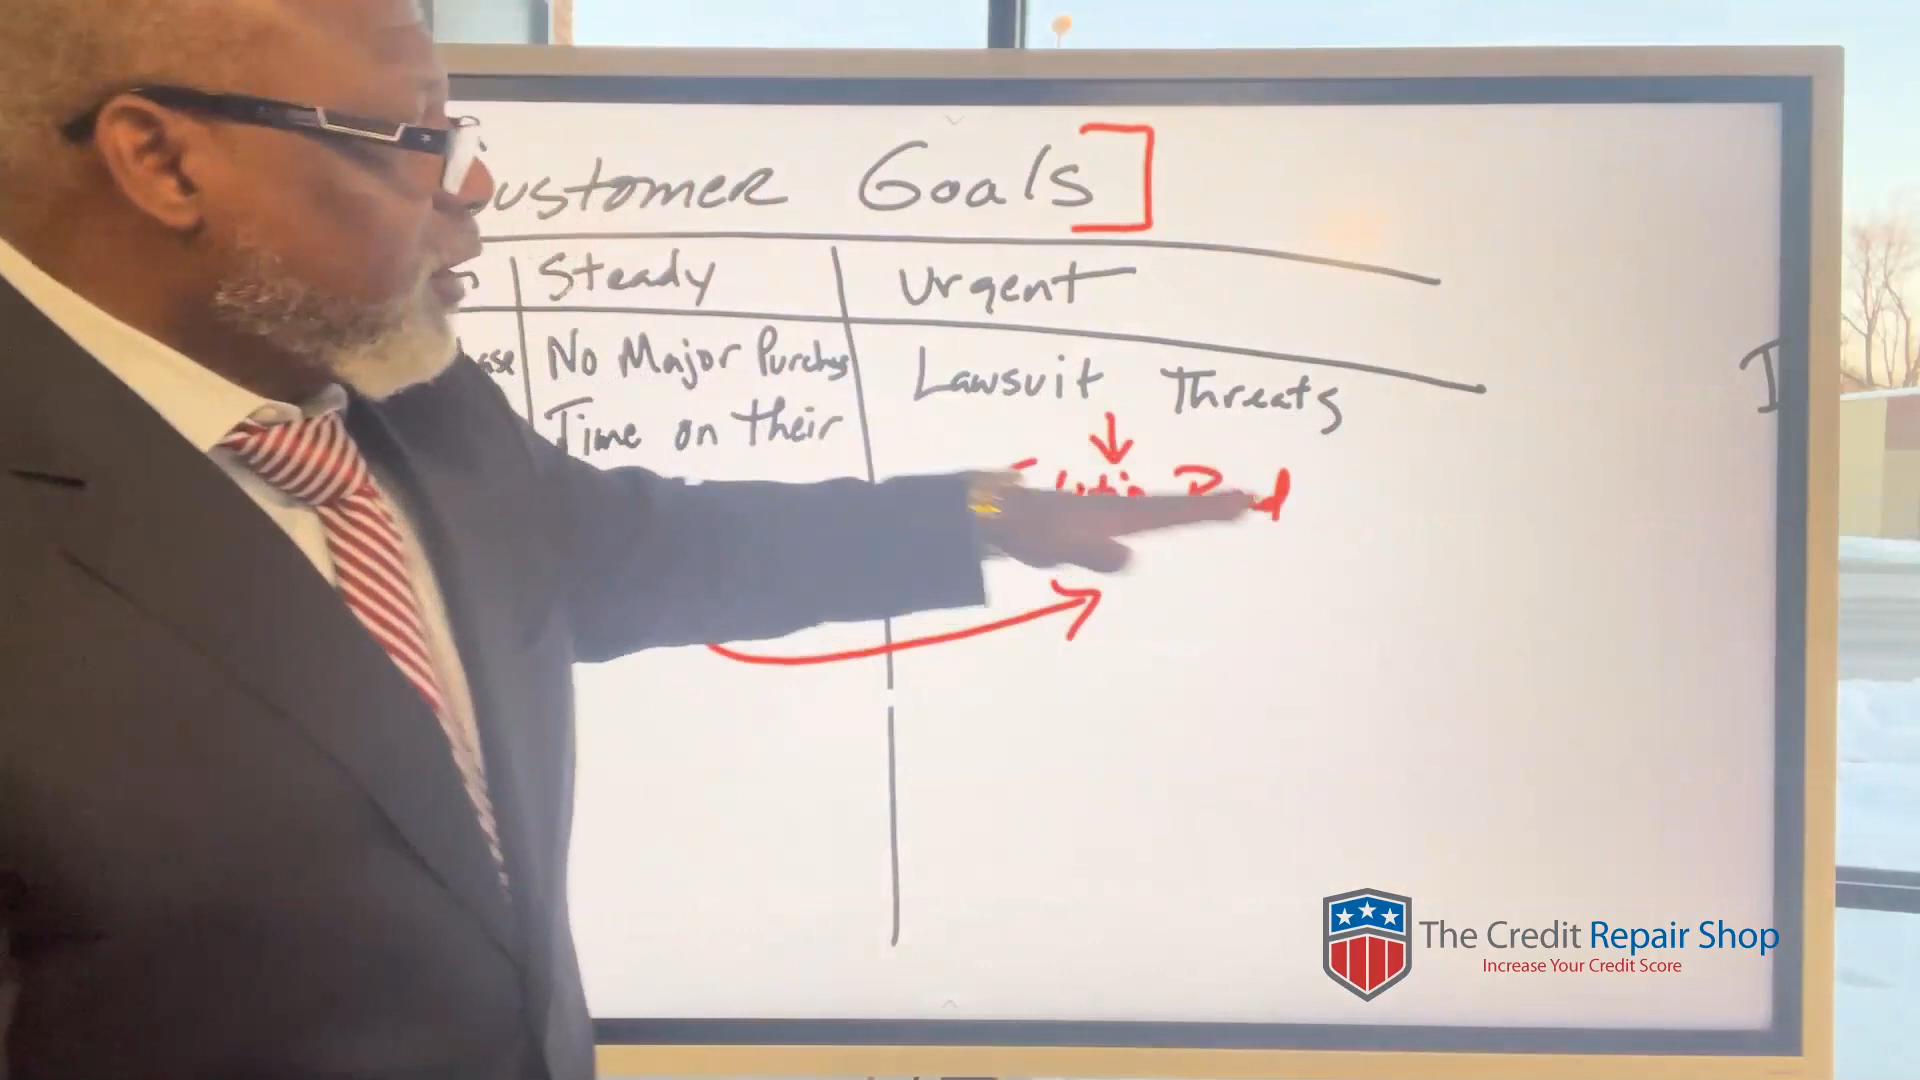 ustomer Goals
Steady
Urgent
No Major Purchas
Lawsuit Threats
Time on their
The Credit Repair Shop
Increase Your Credit Score